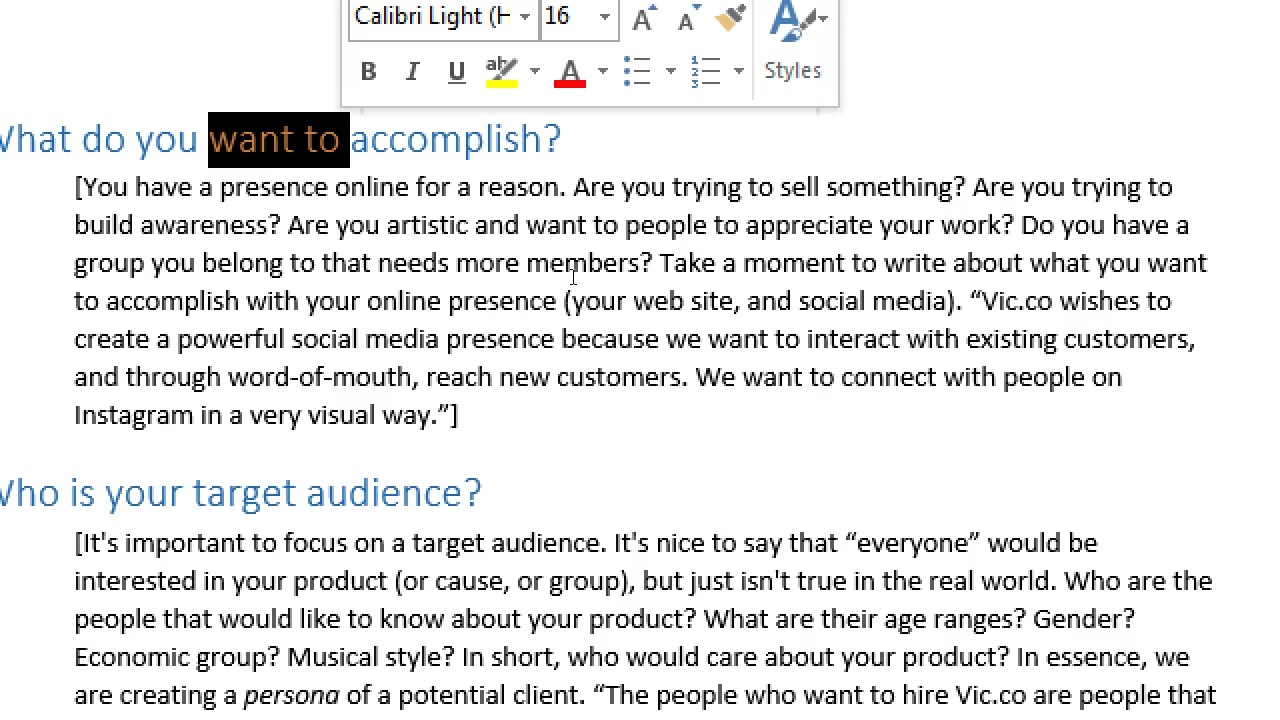 Calibri Light (H 16 A A A
B I U ab A 1 2 3 Styles
What do you want to accomplish?
[You have a presence online for a reason. Are you trying to sell something? Are you trying to
build awareness? Are you artistic and want to people to appreciate your work? Do you have a
group you belong to that needs more members? Take a moment to write about what you want
to accomplish with your online presence (your web site, and social media). “Vic.co wishes to
create a powerful social media presence because we want to interact with existing customers,
and through word-of-mouth, reach new customers. We want to connect with people on
Instagram in a very visual way.”]
Who is your target audience?
[It's important to focus on a target audience. It's nice to say that “everyone” would be
interested in your product (or cause, or group), but just isn't true in the real world. Who are the
people that would like to know about your product? What are their age ranges? Gender?
Economic group? Musical style? In short, who would care about your product? In essence, we
are creating a persona of a potential client. “The people who want to hire Vic.co are people that